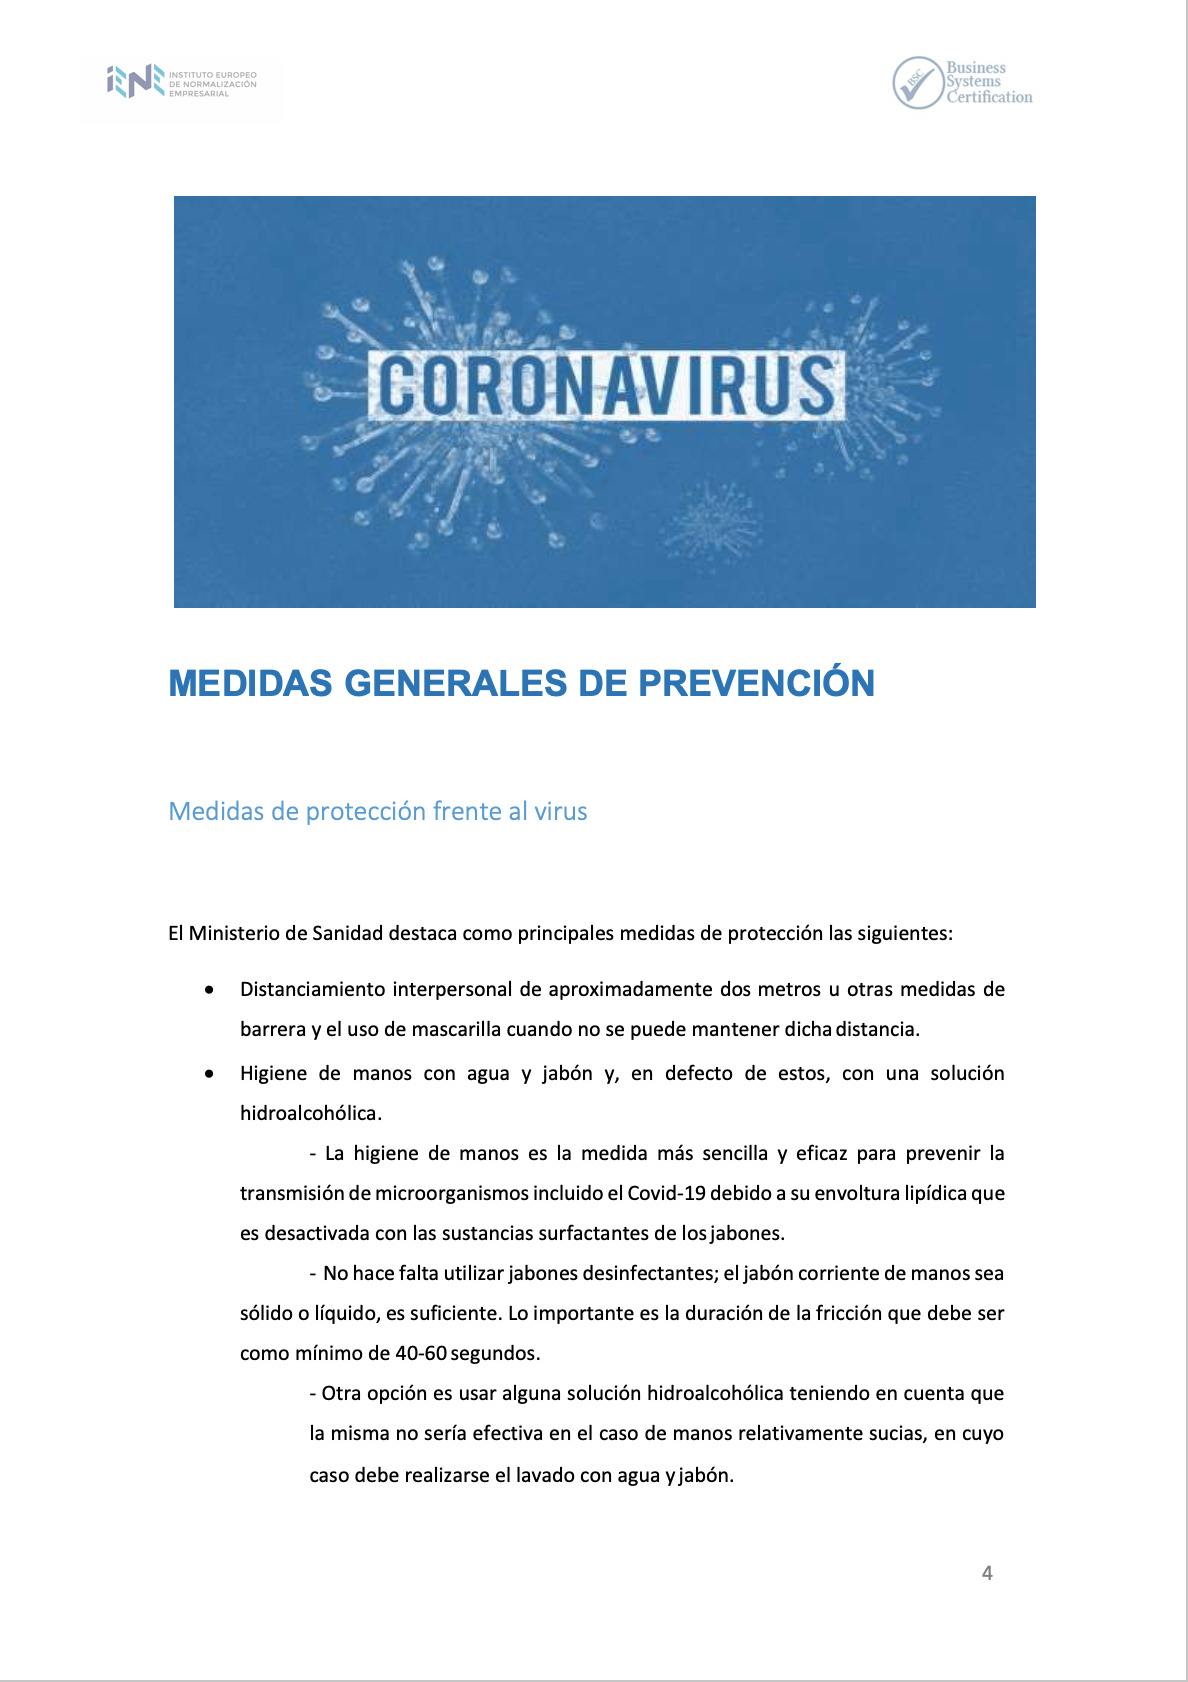 INSTITUTO EUROPEO
DE NORMALIZACIÓN
EMPRESARIAL
BSC
Business
Systems
Certification
CORONAVIRUS
MEDIDAS GENERALES DE PREVENCIÓN
Medidas de protección frente al virus
El Ministerio de Sanidad destaca como principales medidas de protección las siguientes:
• Distanciamiento interpersonal de aproximadamente dos metros u otras medidas de
barrera y el uso de mascarilla cuando no se puede mantener dicha distancia.
• Higiene de manos con agua y jabón y, en defecto de estos, con una solución
hidroalcohólica.
- La higiene de manos es la medida más sencilla y eficaz para prevenir la
transmisión de microorganismos incluido el Covid-19 debido a su envoltura lipídica que
es desactivada con las sustancias surfactantes de los jabones.
- No hace falta utilizar jabones desinfectantes; el jabón corriente de manos sea
sólido o líquido, es suficiente. Lo importante es la duración de la fricción que debe ser
como mínimo de 40-60 segundos.
- Otra opción es usar alguna solución hidroalcohólica teniendo en cuenta que
la misma no sería efectiva en el caso de manos relativamente sucias, en cuyo
caso debe realizarse el lavado con agua y jabón.
4